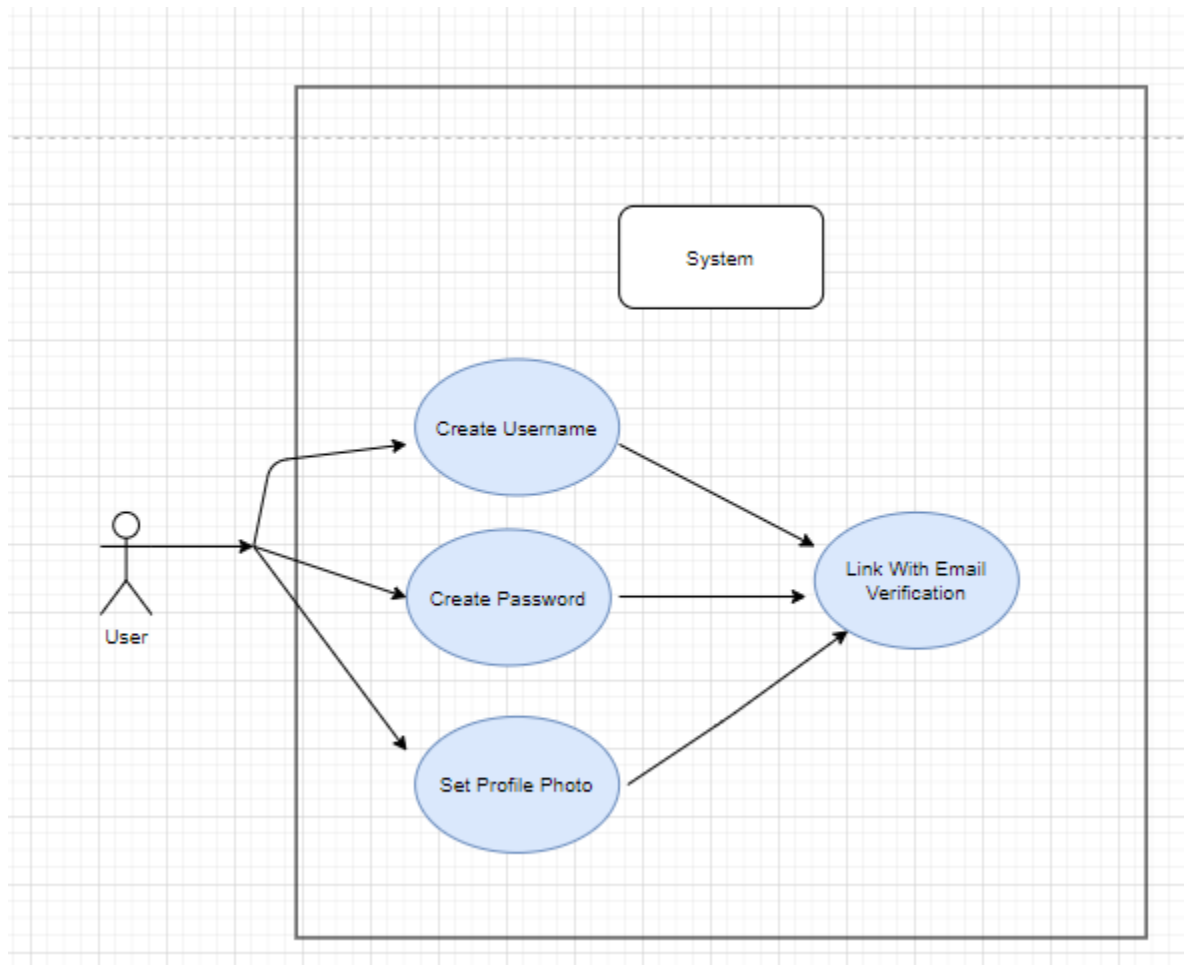 System
Create Username
Link With Email
Verification
Create Password
User
Set Profile Photo